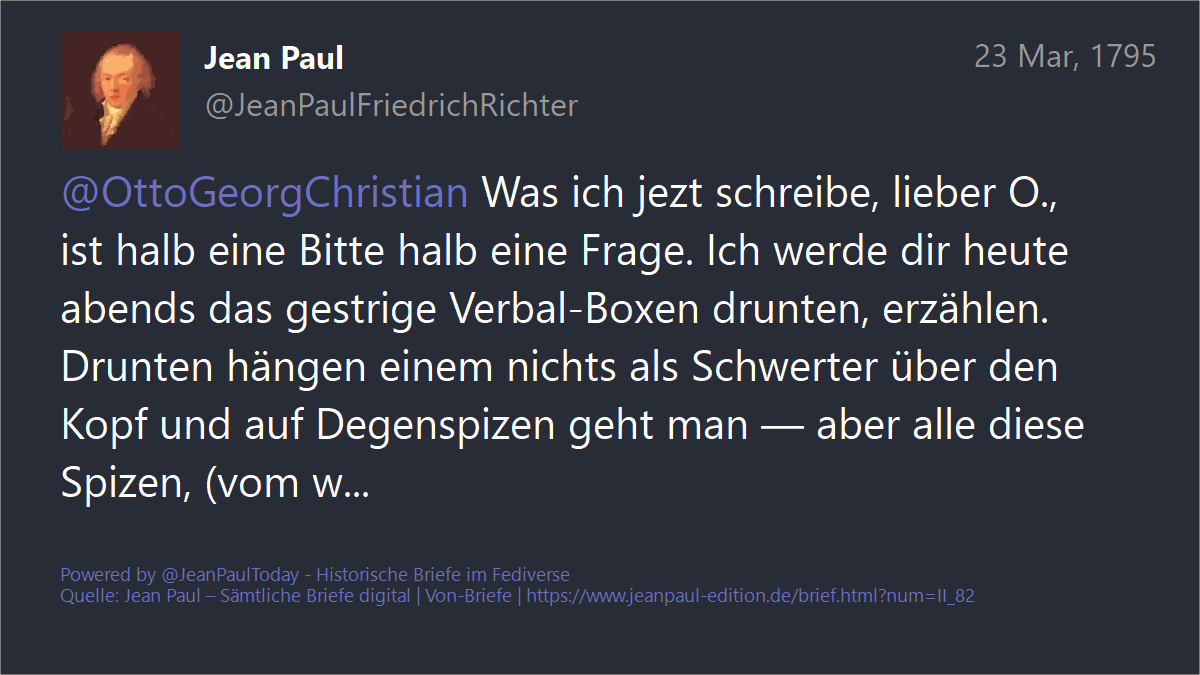 Jean Paul
23 Mar, 1795
@JeanPaulFriedrichRichter
@OttoGeorgChristian Was ich jezt schreibe, lieber O.,
ist halb eine Bitte halb eine Frage. Ich werde dir heute
abends das gestrige Verbal-Boxen drunten, erzählen.
Drunten hängen einem nichts als Schwerter über den
Kopf und auf Degenspizen geht man — aber alle diese
Spizen, (vom w...
Powered by @JeanPaulToday - Historische Briefe im Fediverse
Quelle: Jean Paul – Sämtliche Briefe digital | Von-Briefe | https://www.jeanpaul-edition.de/brief.html?num=II_82